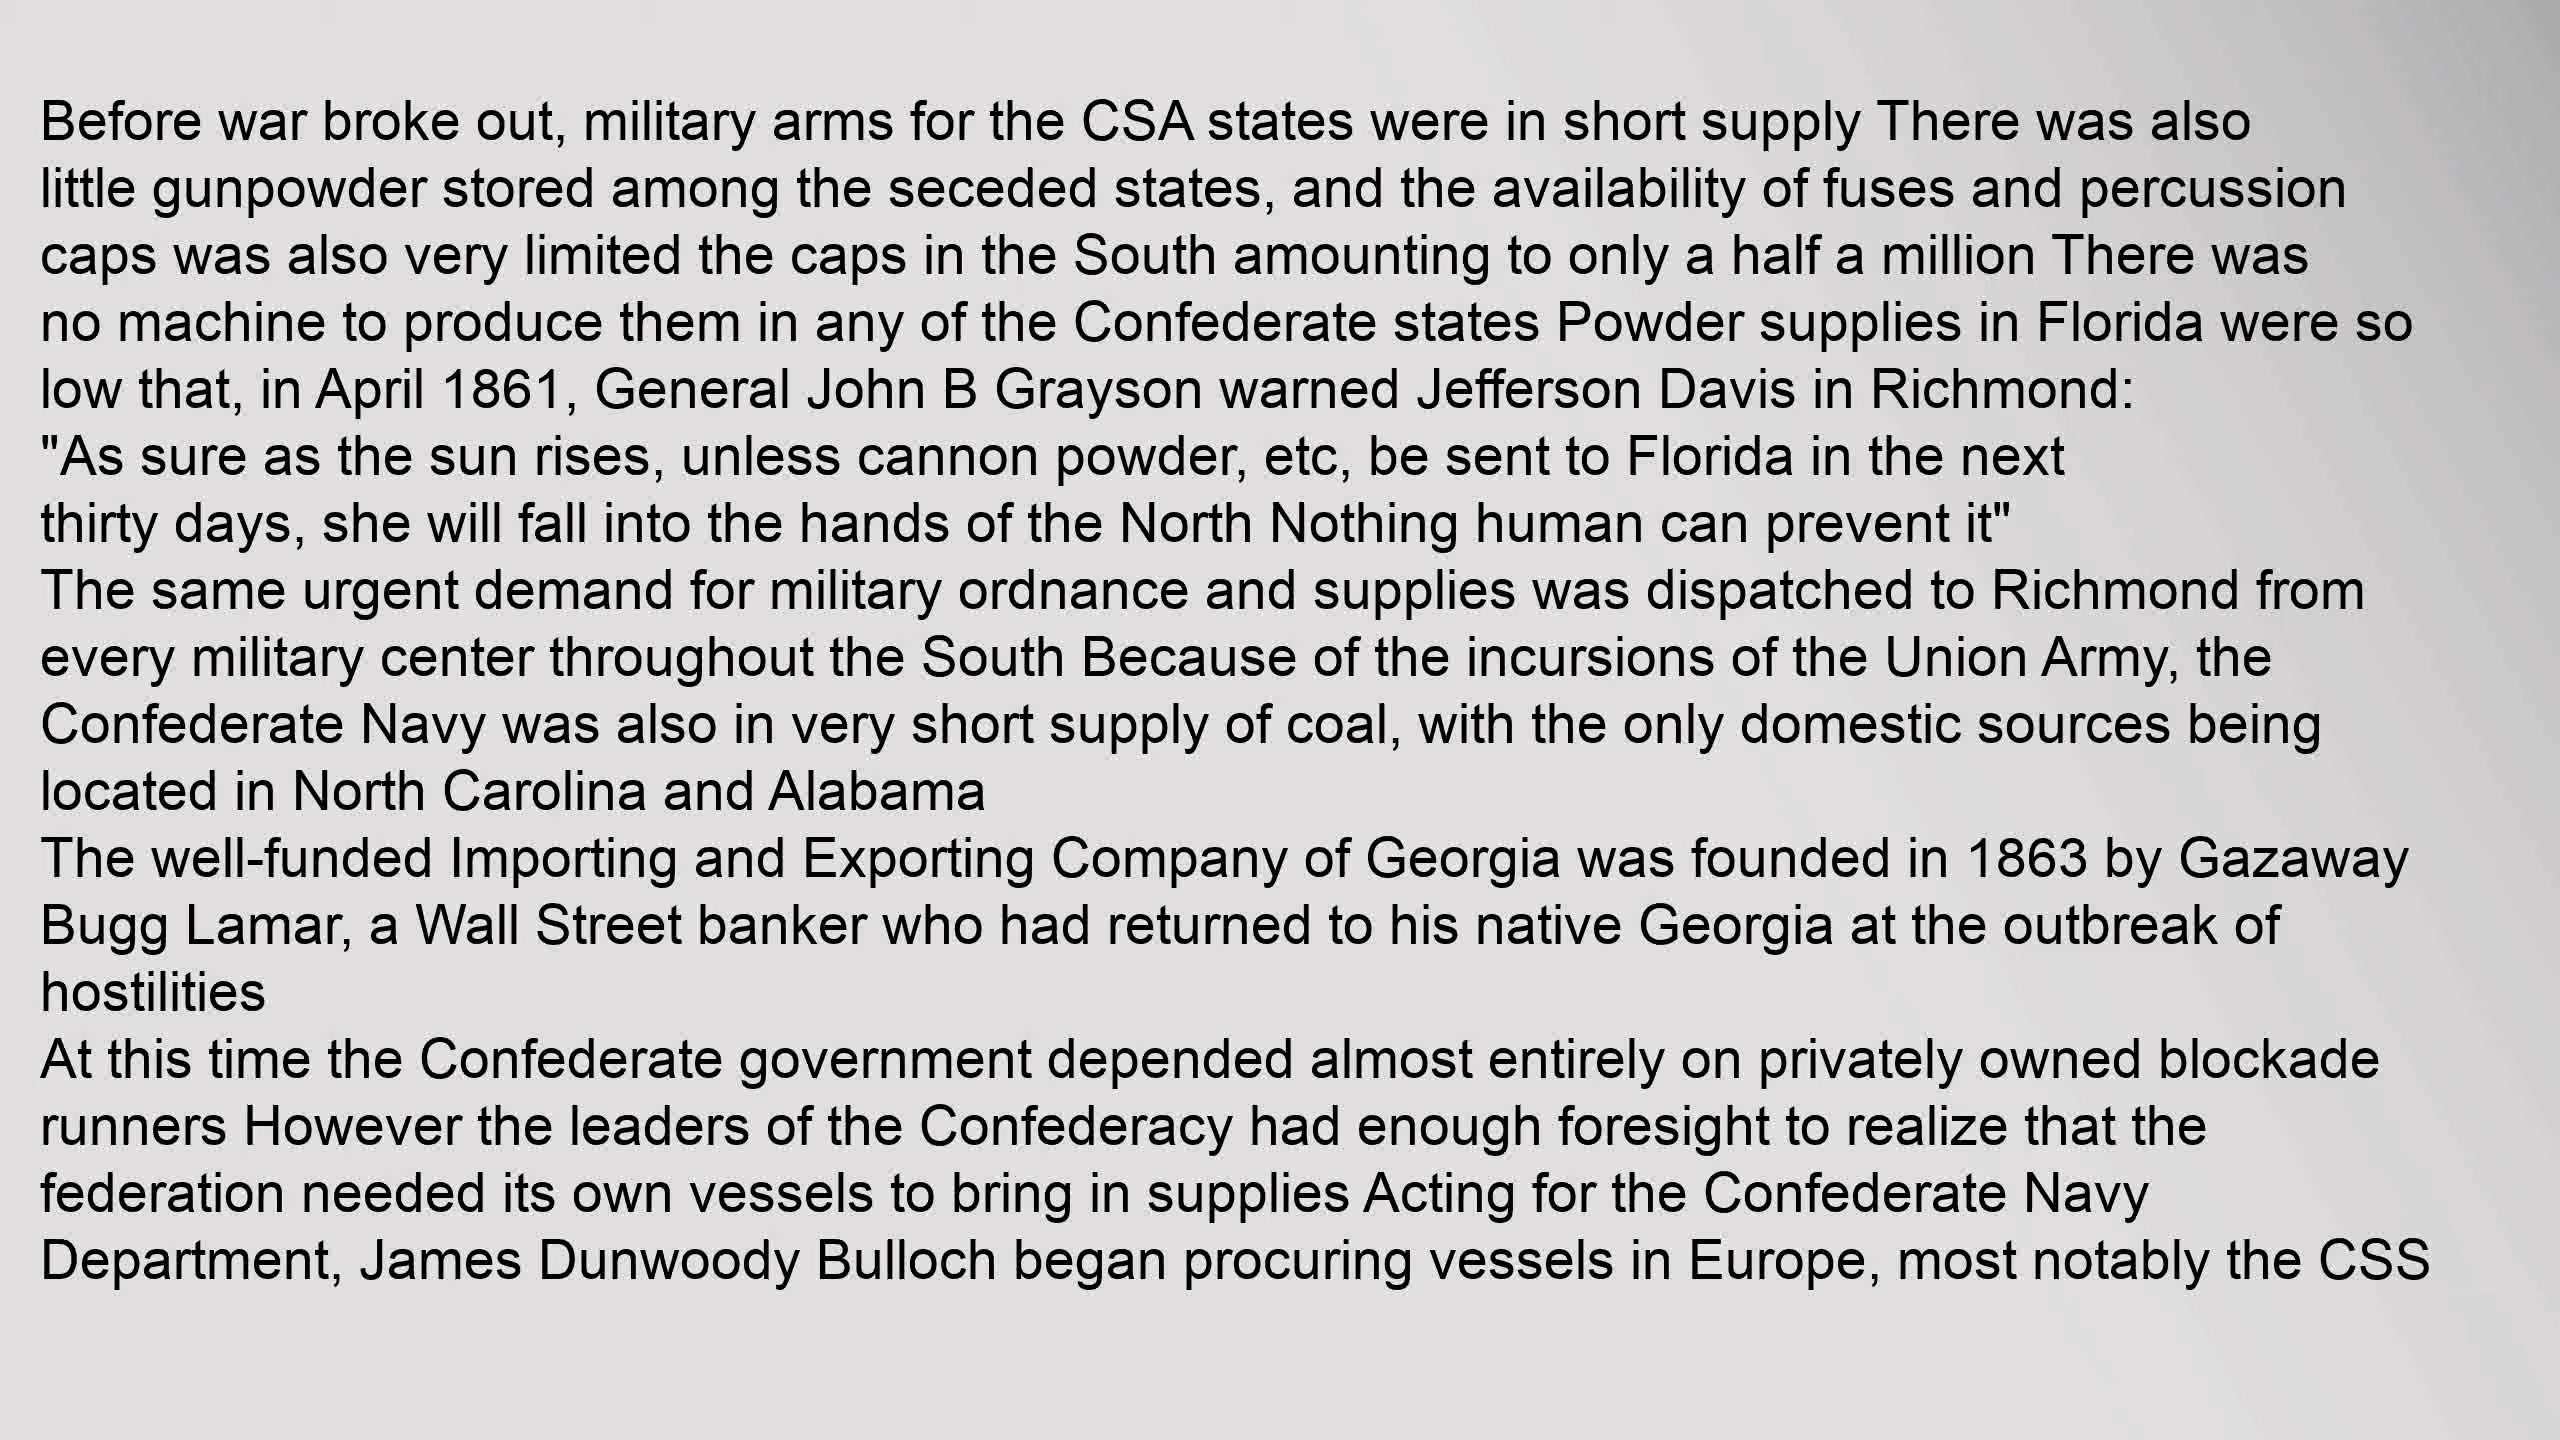 Before war broke out, military arms for the CSA states were in short supply There was also
little gunpowder stored among the seceded states, and the availability of fuses and percussion
caps was also very limited the caps in the South amounting to only a half a million There was
no machine to produce them in any of the Confederate states Powder supplies in Florida were so
low that, in April 1861, General John B Grayson warned Jefferson Davis in Richmond:
"As sure as the sun rises, unless cannon powder, etc, be sent to Florida in the next
thirty days, she will fall into the hands of the North Nothing human can prevent it"
The same urgent demand for military ordnance and supplies was dispatched to Richmond from
every military center throughout the South Because of the incursions of the Union Army, the
Confederate Navy was also in very short supply of coal, with the only domestic sources being
located in North Carolina and Alabama
The well-funded Importing and Exporting Company of Georgia was founded in 1863 by Gazaway
Bugg Lamar, a Wall Street banker who had returned to his native Georgia at the outbreak of
hostilities
At this time the Confederate government depended almost entirely on privately owned blockade
runners However the leaders of the Confederacy had enough foresight to realize that the
federation needed its own vessels to bring in supplies Acting for the Confederate Navy
Department, James Dunwoody Bulloch began procuring vessels in Europe, most notably the CSS